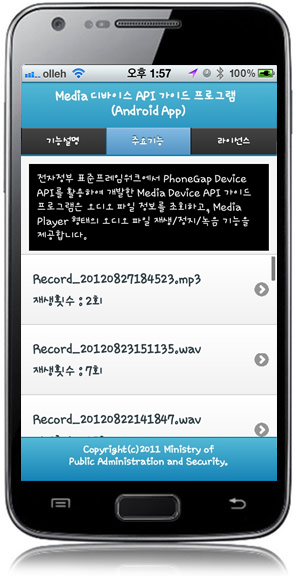 olleh 오후 1:57 100%
Media 디바이스 API 가이드 프로그램
(Android App)
기능설명 주요기능 라이선스
전자정부 표준프레임워크에서 PhoneGap Device
API를 활용하여 개발한 Media Device API 가이드
프로그램은 오디오 파일 정보를 조회하고, Media
Player 형태의 오디오 파일 재생/정지/녹음 기능을
제공합니다.
Record_20120827184523.mp3
재생횟수 : 2회
Record_20120823151135.wav
재생횟수 : 7회
Record_20120822141847.wav
Copyright(c)2011 Ministry of
Public Administration and Security.